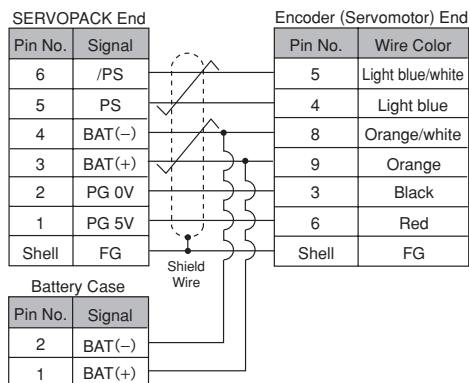 SERVOPACK End
Pin No. Signal
6 /PS
5 PS
4 BAT(−)
3 BAT(+)
2 PG 0V
1 PG 5V
Shell FG
Shield
Wire
Encoder (Servomotor) End
Pin No. Wire Color
5 Light blue/white
4 Light blue
8 Orange/white
9 Orange
3 Black
6 Red
Shell FG
Battery Case
Pin No. Signal
2 BAT(−)
1 BAT(+)